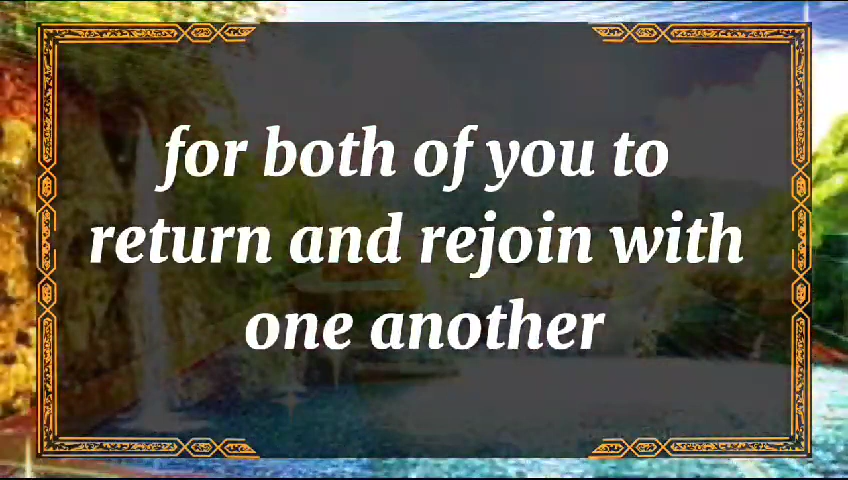 for both of you to
return and rejoin with
one another